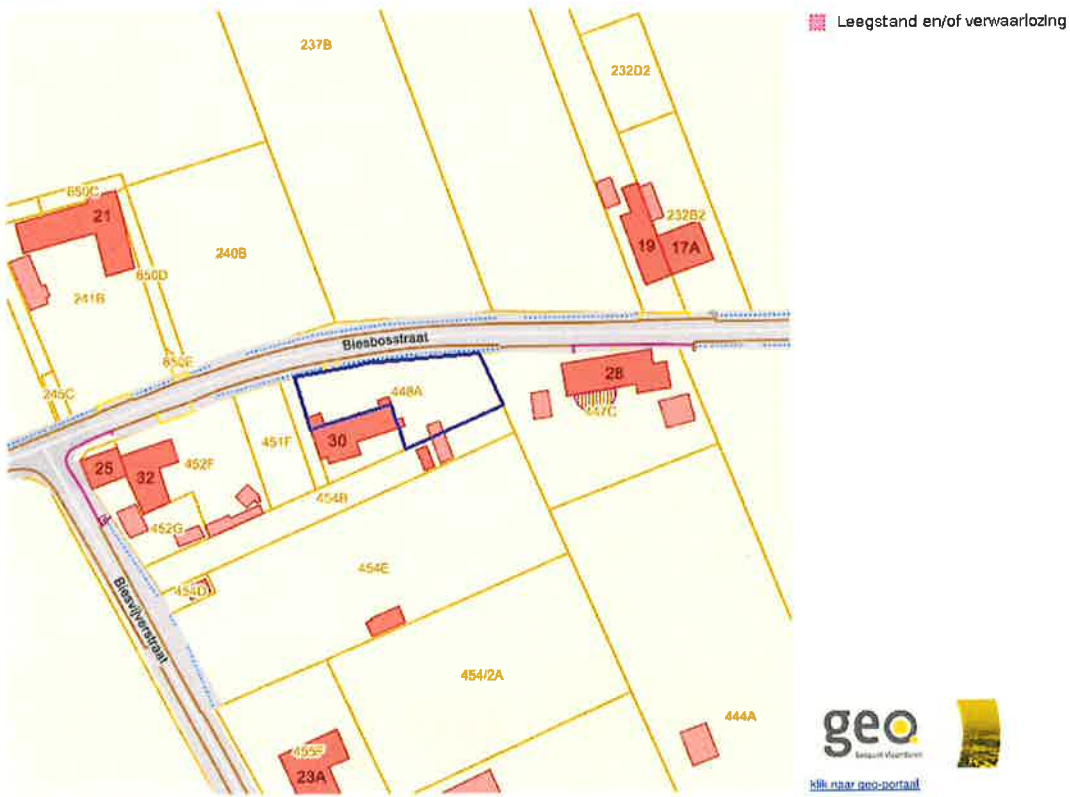 Leegstand en/of verwaarlozing
237B
232D2
650C
21
232B2
19
17A
240B
650D
241B
Biesbosstraat
650E
245C
28
448A
447C
30
451F
25
32
452F
454B
452G
454E
454D
Biesvijverstraat
454/2A
444A
455F
23A
geo
klik naar geo-portaal